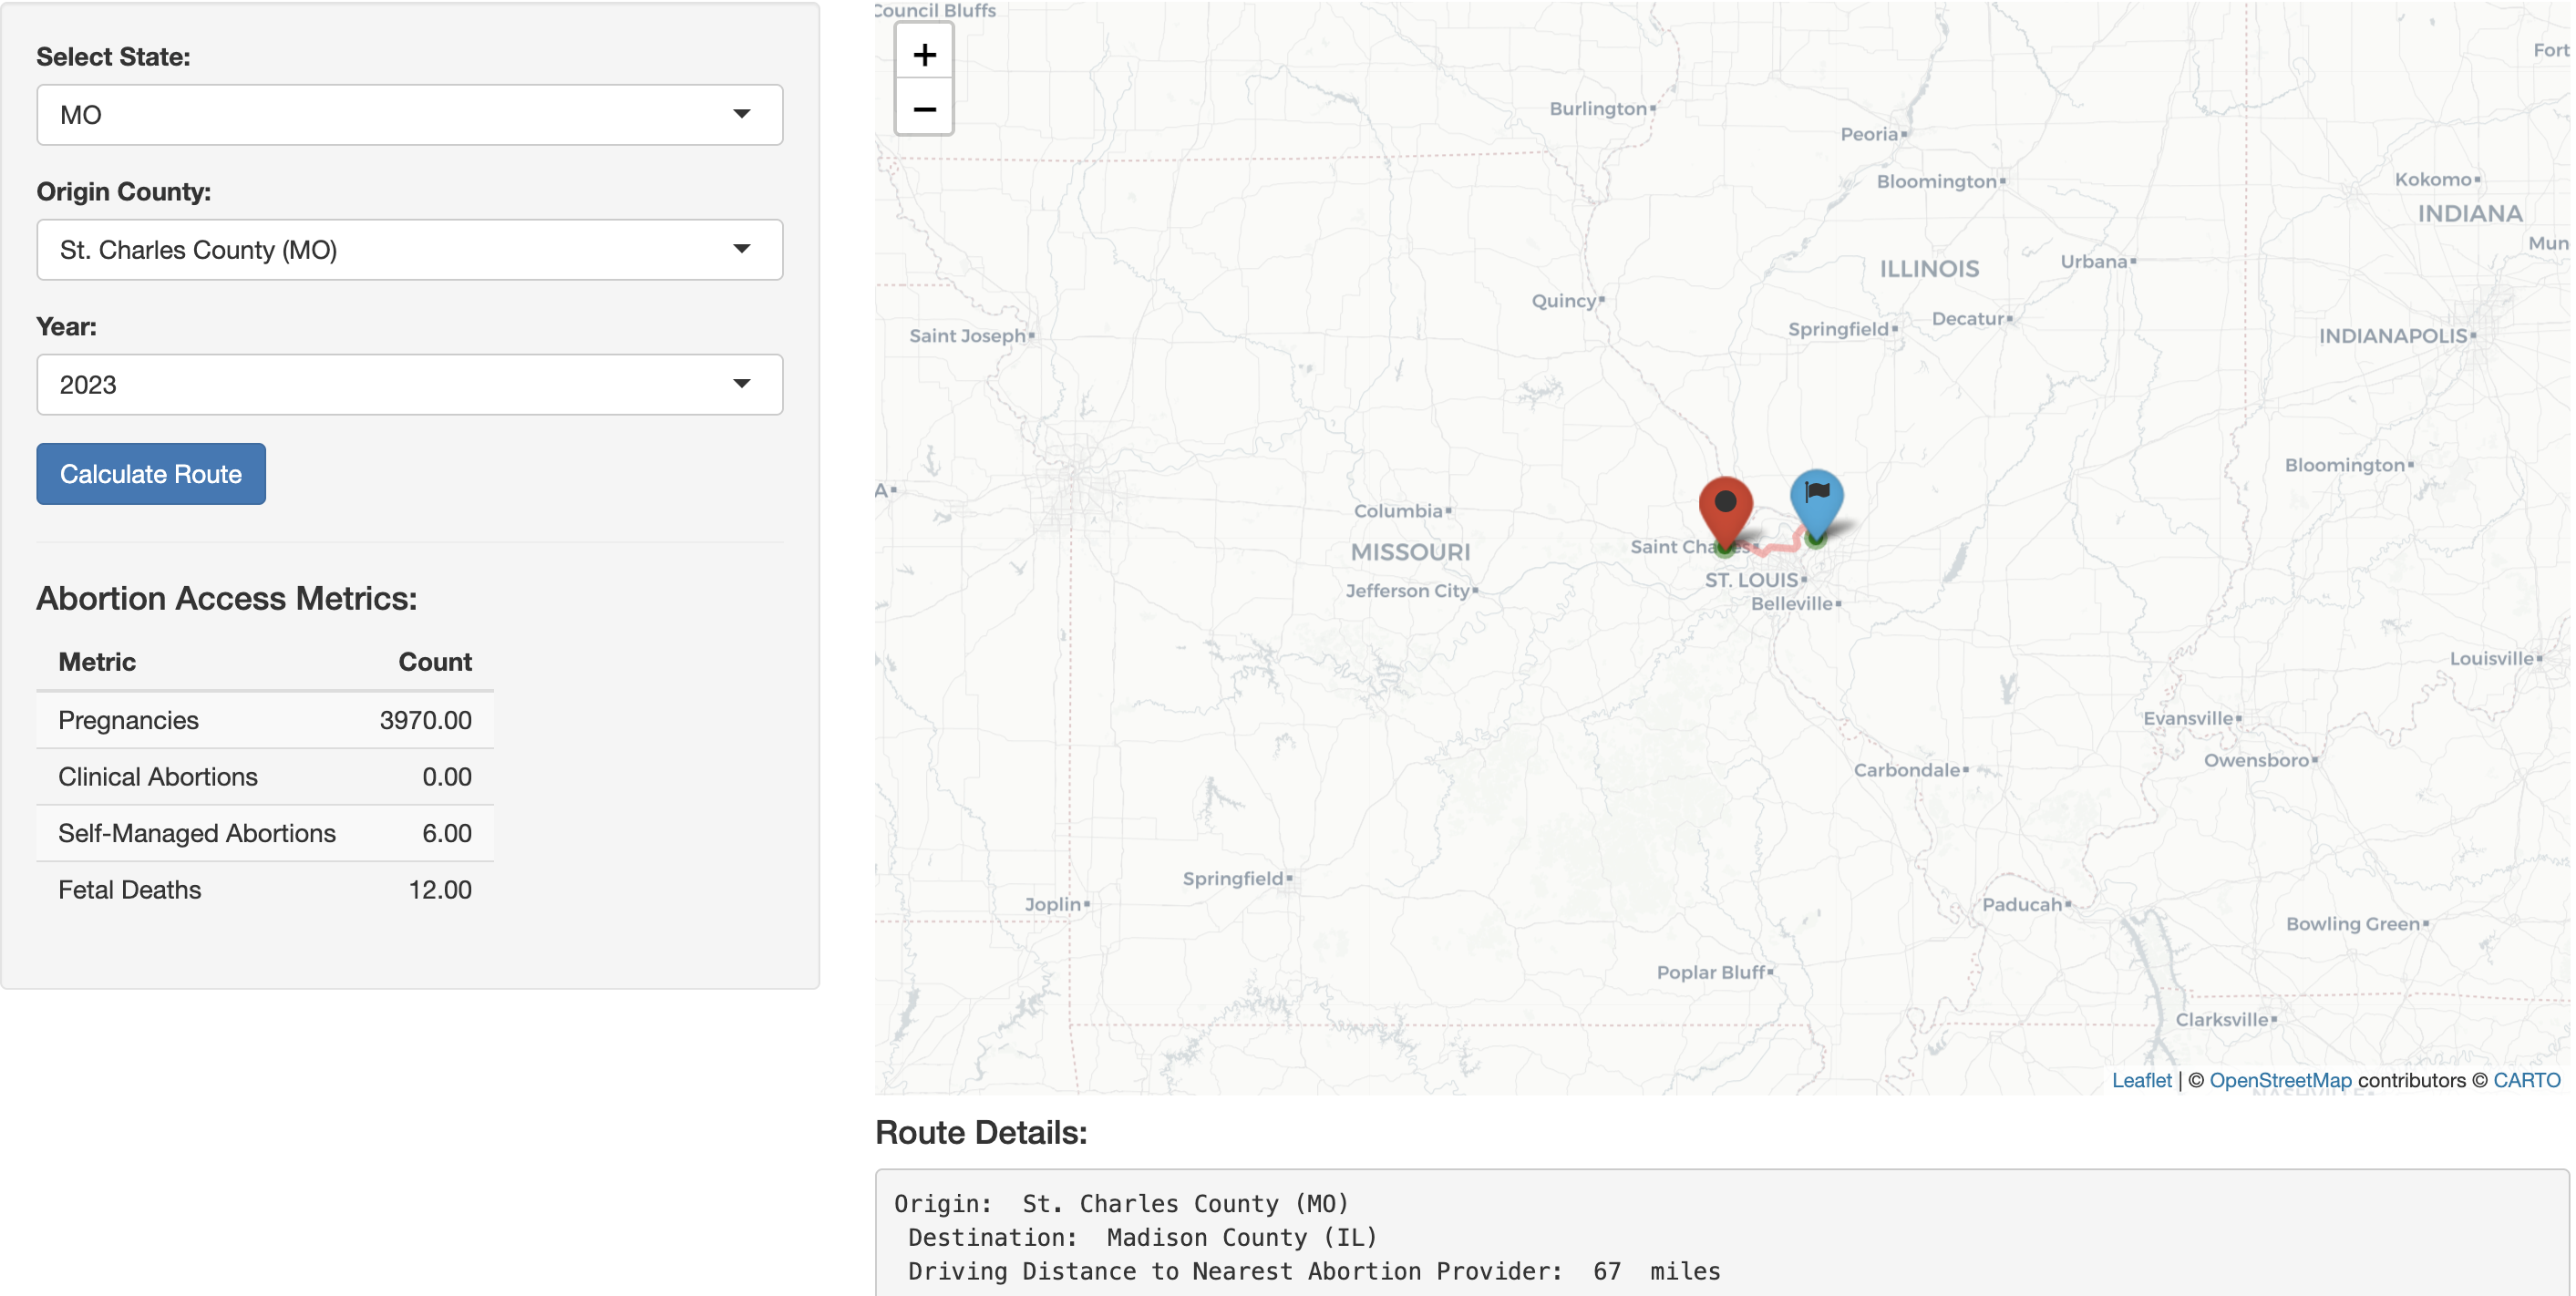 Select State:
MO
Origin County:
St. Charles County (MO)
Year:
2023
Calculate Route
Abortion Access Metrics:
Metric Count
Pregnancies 3970.00
Clinical Abortions 0.00
Self-Managed Abortions 6.00
Fetal Deaths 12.00
Council Bluffs
+
−
Fort
Burlington
Peoria
Bloomington
Kokomo
INDIANA
Mun
Urbana
ILLINOIS
Quincy
Decatur
Springfield
Saint Joseph
INDIANAPOLIS
Bloomington
A
Columbia
MISSOURI
Saint Cha es
ST. LOUIS
Jefferson City
Belleville
Louisville
Evansville
Owensboro
Carbondale
Springfield
Joplin
Paducah
Bowling Green
Poplar Bluff
Clarksville
Leaflet | © OpenStreetMap contributors © CARTO
NASHVILLE
Route Details:
Origin: St. Charles County (MO)
Destination: Madison County (IL)
Driving Distance to Nearest Abortion Provider: 67 miles